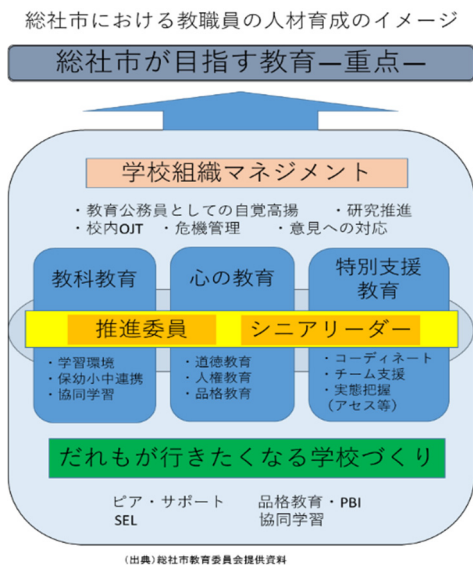 総社市における教職員の人材育成のイメージ
総社市が目指す教育―重点―
学校組織マネジメント
・教育公務員としての自覚高揚　・研究推進
・校内OJT　・危機管理　・意見への対応
教科教育
心の教育
特別支援
教育
推進委員
シニアリーダー
・学習環境
・保幼小中連携
・協同学習
・道徳教育
・人権教育
・品格教育
・コーディネート
・チーム支援
・実態把握
（アセス等）
だれもが行きたくなる学校づくり
ピア・サポート　品格教育・PBI
SEL　協同学習
（出典）総社市教育委員会提供資料